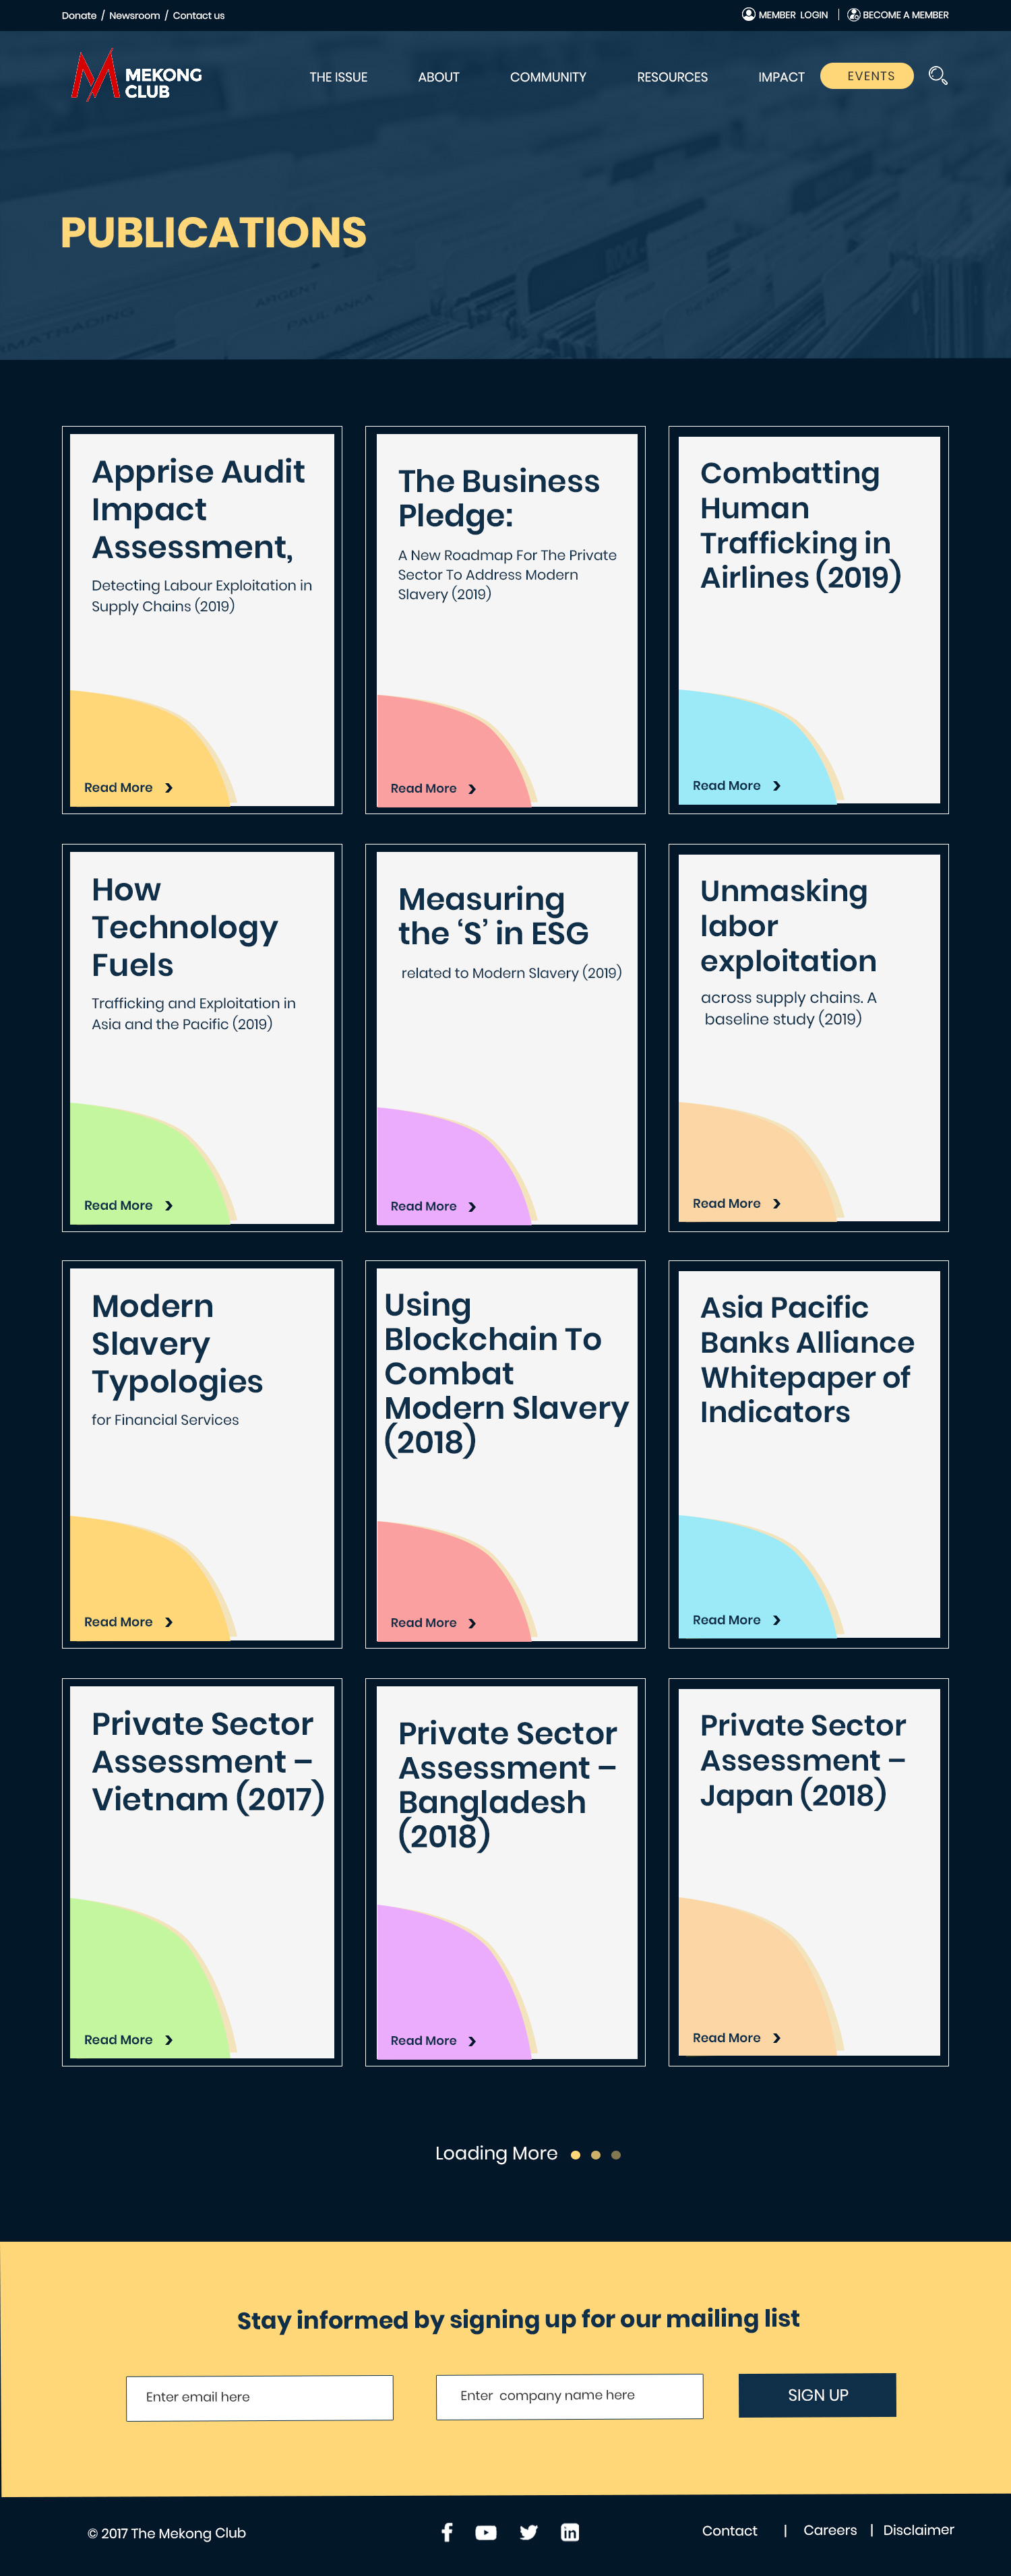 Donate / Newsroom / Contact us
MEMBER LOGIN | BECOME A MEMBER
MEKONG
CLUB
THE ISSUE ABOUT COMMUNITY RESOURCES IMPACT EVENTS
PUBLICATIONS
ARGENT
PAUL ANKA
Apprise Audit
Impact
Assessment,
Detecting Labour Exploitation in
Supply Chains (2019)
Read More
The Business
Pledge:
A New Roadmap For The Private
Sector To Address Modern
Slavery (2019)
Read More
Combatting
Human
Trafficking in
Airlines (2019)
Read More
How
Technology
Fuels
Trafficking and Exploitation in
Asia and the Pacific (2019)
Read More
Measuring
the ‘S’ in ESG
related to Modern Slavery (2019)
Read More
Unmasking
labor
exploitation
across supply chains. A
baseline study (2019)
Read More
Modern
Slavery
Typologies
for Financial Services
Read More
Using
Blockchain To
Combat
Modern Slavery
(2018)
Read More
Asia Pacific
Banks Alliance
Whitepaper of
Indicators
Read More
Private Sector
Assessment –
Vietnam (2017)
Read More
Private Sector
Assessment –
Bangladesh
(2018)
Read More
Private Sector
Assessment –
Japan (2018)
Read More
Loading More
Stay informed by signing up for our mailing list
Enter email here
Enter company name here
SIGN UP
© 2017 The Mekong Club
Contact | Careers | Disclaimer